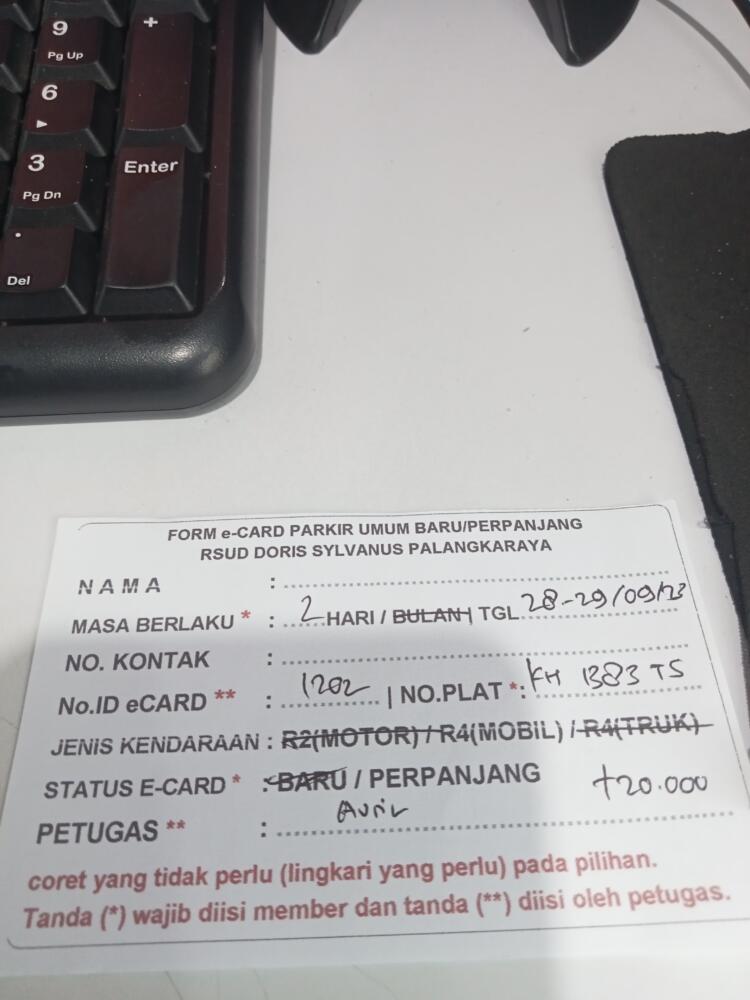 9
Pg Up
+
6
3
Pg Dn
Enter
.
Del
FORM e-CARD PARKIR UMUM BARU/PERPANJANG
RSUD DORIS SYLVANUS PALANGKARAYA
NAMA :
MASA BERLAKU * : 2 HARI / BULAN | TGL 28-29/09/23
NO. KONTAK :
No.ID eCARD ** : 1202 | NO.PLAT *: KH 1383 TS
JENIS KENDARAAN : R2(MOTOR) / R4(MOBIL) / R4(TRUK)
STATUS E-CARD * : BARU / PERPANJANG +20.000
PETUGAS ** :
coret yang tidak perlu (lingkari yang perlu) pada pilihan.
Tanda (*) wajib diisi member dan tanda (**) diisi oleh petugas.